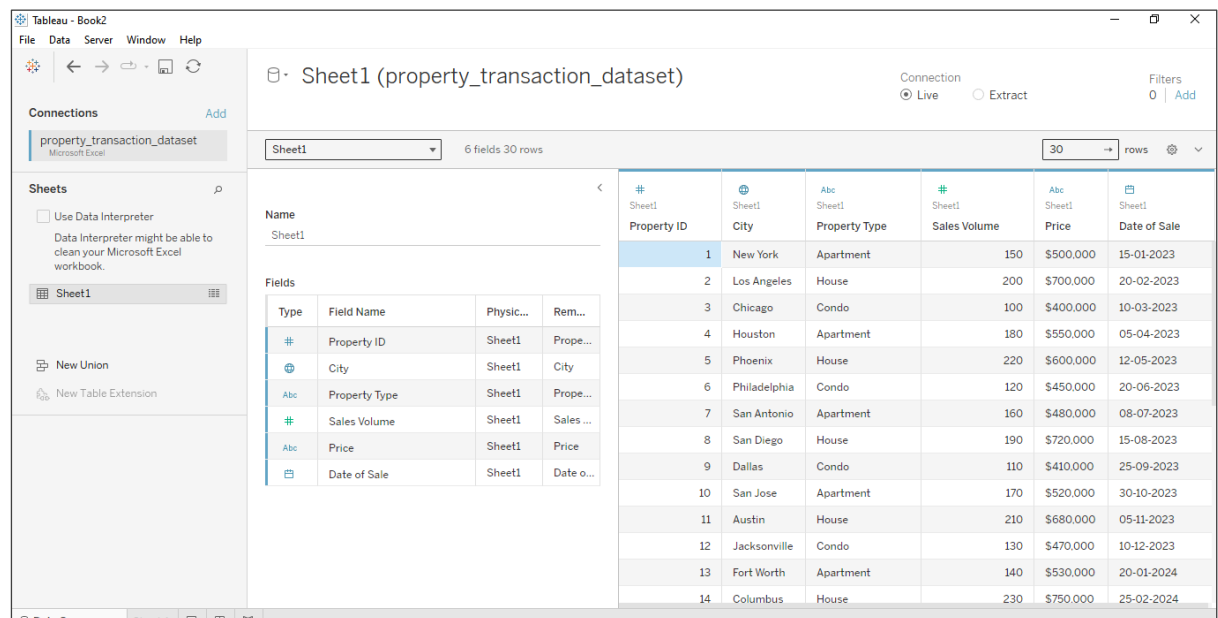 Tableau - Book2
File Data Server Window Help
Connections Add
property_transaction_dataset
Microsoft Excel
Sheets
Use Data Interpreter
Data Interpreter might be able to
clean your Microsoft Excel
workbook.
Sheet1
New Union
New Table Extension
Sheet1 (property_transaction_dataset)
Connection
Live Extract
Filters
0 Add
Sheet1 6 fields 30 rows
30 → rows
Name
Sheet1
Fields
Type Field Name Physic... Rem...
# Property ID Sheet1 Prope...
City Sheet1 City
Abc Property Type Sheet1 Prope...
# Sales Volume Sheet1 Sales ...
Abc Price Sheet1 Price
Date of Sale Sheet1 Date o...
# Abc # Abc
Sheet1 Sheet1 Sheet1 Sheet1 Sheet1 Sheet1
Property ID City Property Type Sales Volume Price Date of Sale
1 New York Apartment 150 $500,000 15-01-2023
2 Los Angeles House 200 $700,000 20-02-2023
3 Chicago Condo 100 $400,000 10-03-2023
4 Houston Apartment 180 $550,000 05-04-2023
5 Phoenix House 220 $600,000 12-05-2023
6 Philadelphia Condo 120 $450,000 20-06-2023
7 San Antonio Apartment 160 $480,000 08-07-2023
8 San Diego House 190 $720,000 15-08-2023
9 Dallas Condo 110 $410,000 25-09-2023
10 San Jose Apartment 170 $520,000 30-10-2023
11 Austin House 210 $680,000 05-11-2023
12 Jacksonville Condo 130 $470,000 10-12-2023
13 Fort Worth Apartment 140 $530,000 20-01-2024
14 Columbus House 230 $750,000 25-02-2024